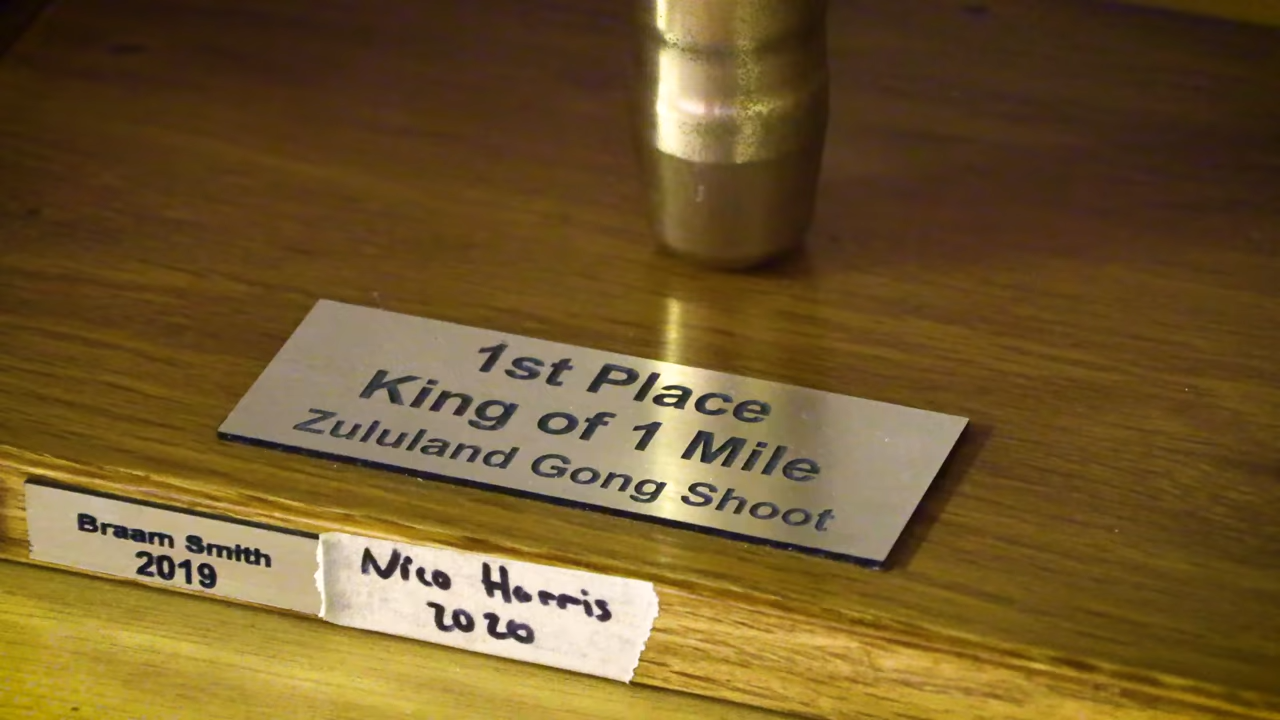 1st Place
King of 1 Mile
Zululand Gong Shoot
Braam Smith
2019
Nico Harris
2020